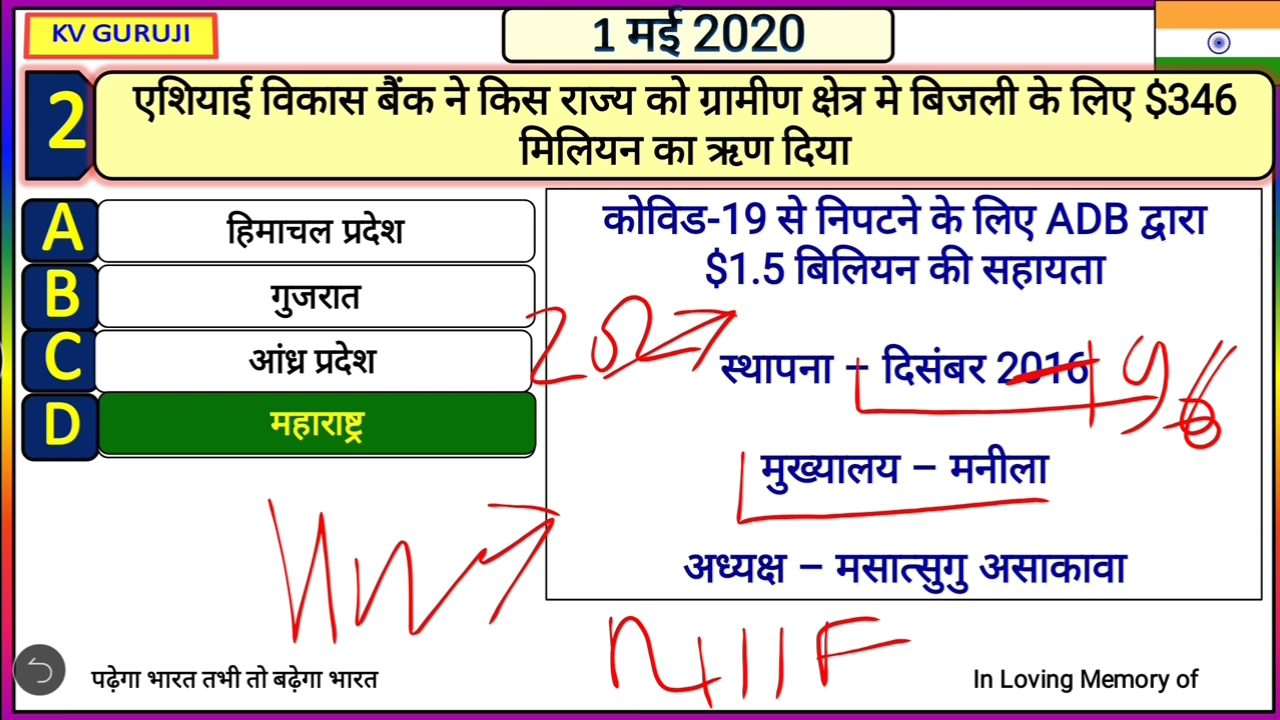 KV GURUJI
1 मई 2020
2
एशियाई विकास बैंक ने किस राज्य को ग्रामीण क्षेत्र मे बिजली के लिए $346
मिलियन का ऋण दिया
A हिमाचल प्रदेश
B गुजरात
C आंध्र प्रदेश
D महाराष्ट्र
कोविड-19 से निपटने के लिए ADB द्वारा
$1.5 बिलियन की सहायता
स्थापना – दिसंबर 2016
मुख्यालय – मनीला
अध्यक्ष – मसात्सुगु असाकावा
पढ़ेगा भारत तभी तो बढ़ेगा भारत
In Loving Memory of